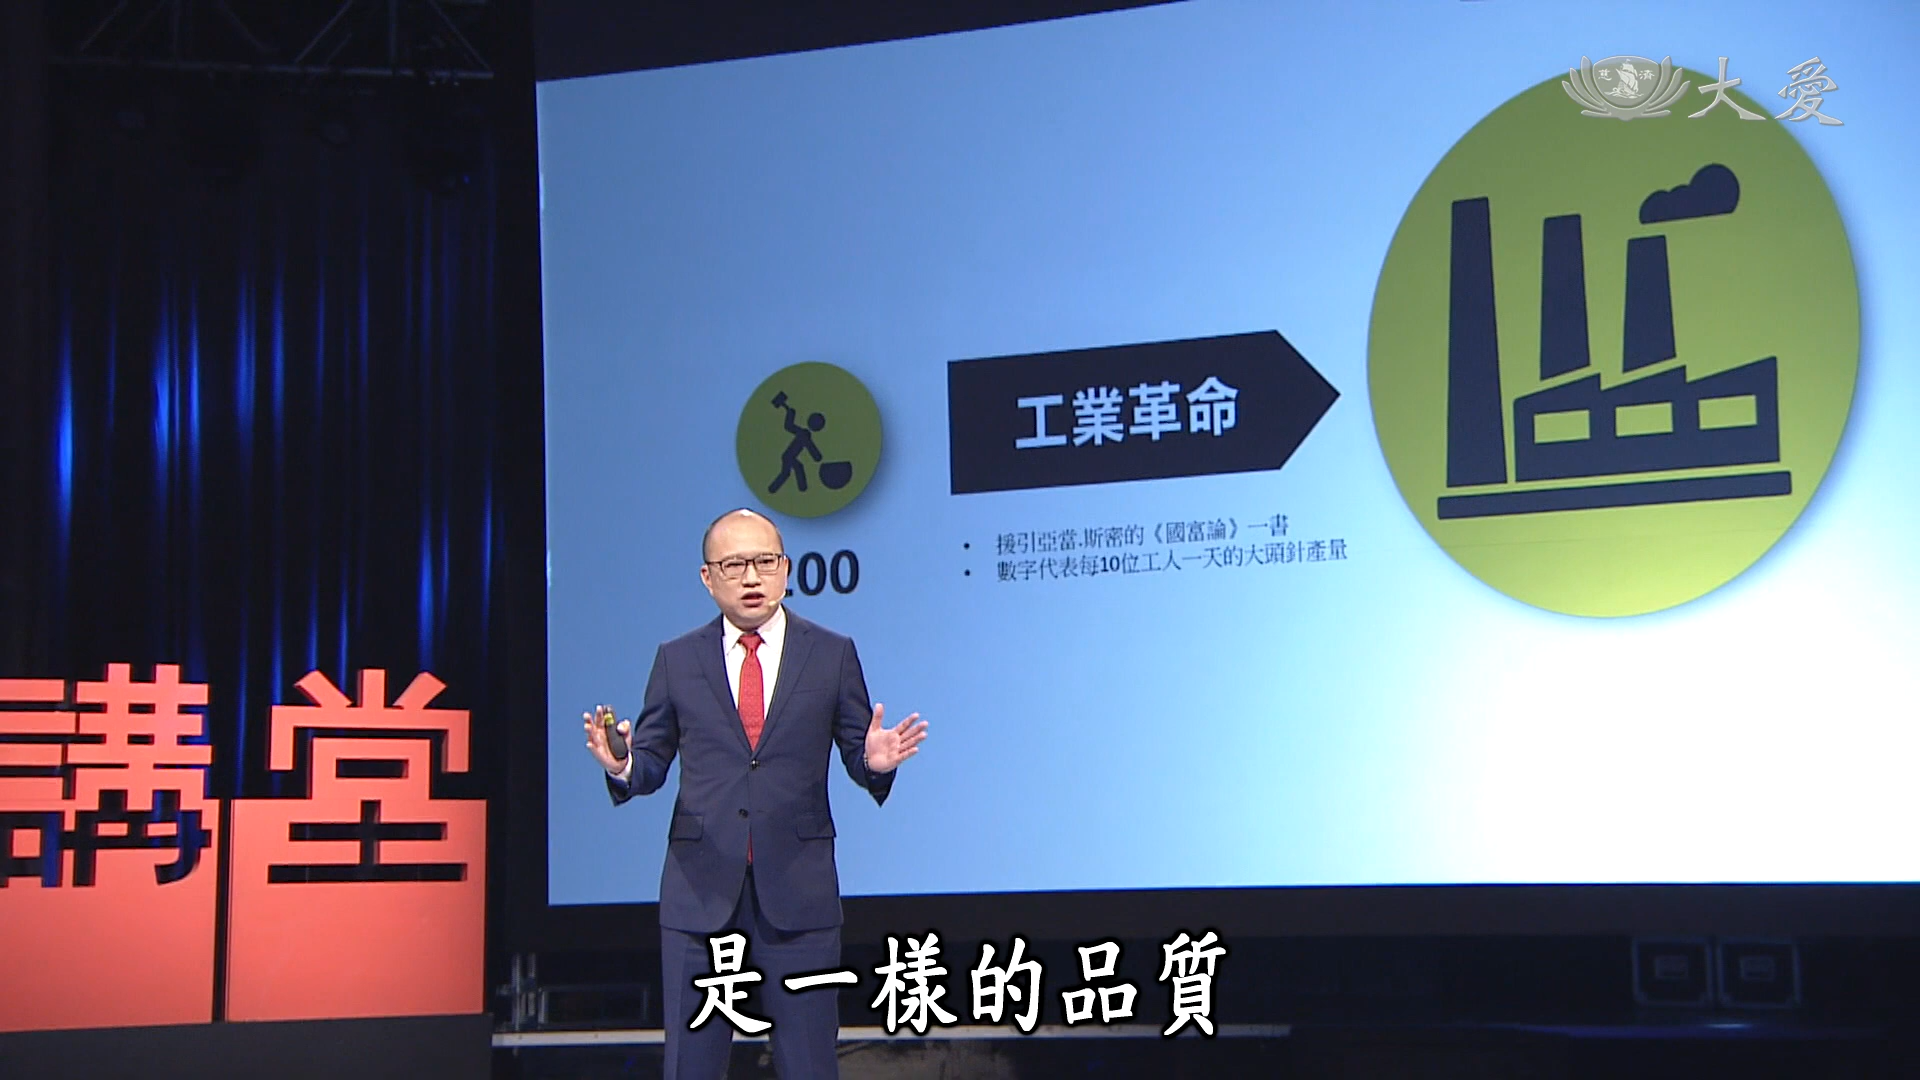 慈濟
大愛
工業革命
• 援引亞當.斯密的《國富論》一書
• 數字代表每10位工人一天的大頭針產量
講堂
是一樣的品質